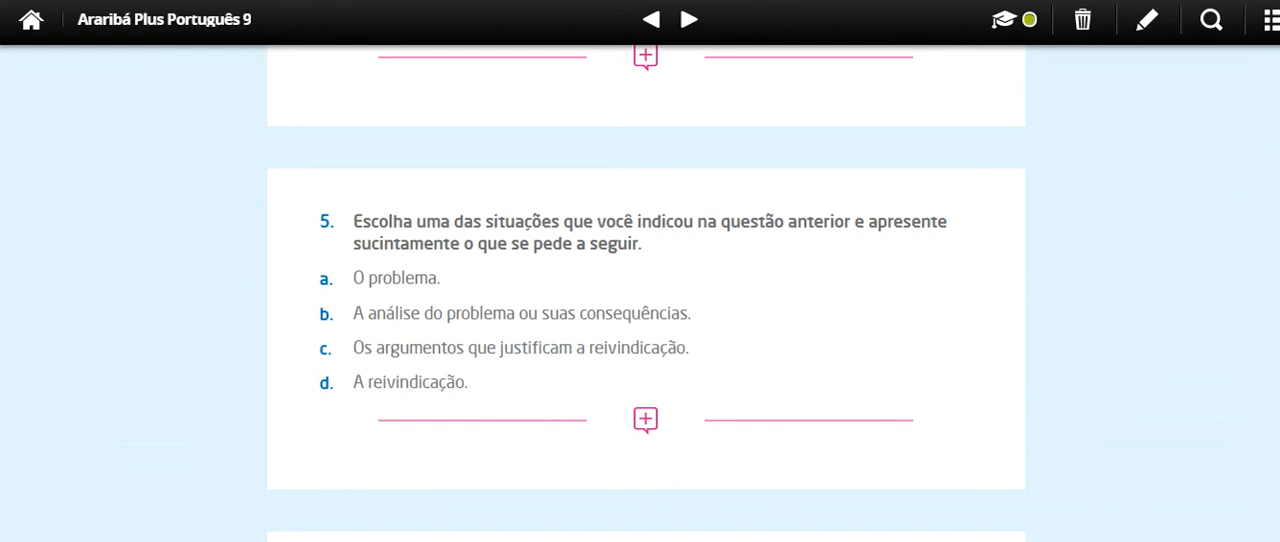 Araribá Plus Português 9
5. Escolha uma das situações que você indicou na questão anterior e apresente
sucintamente o que se pede a seguir.
a. O problema.
b. A análise do problema ou suas consequências.
c. Os argumentos que justificam a reivindicação.
d. A reivindicação.